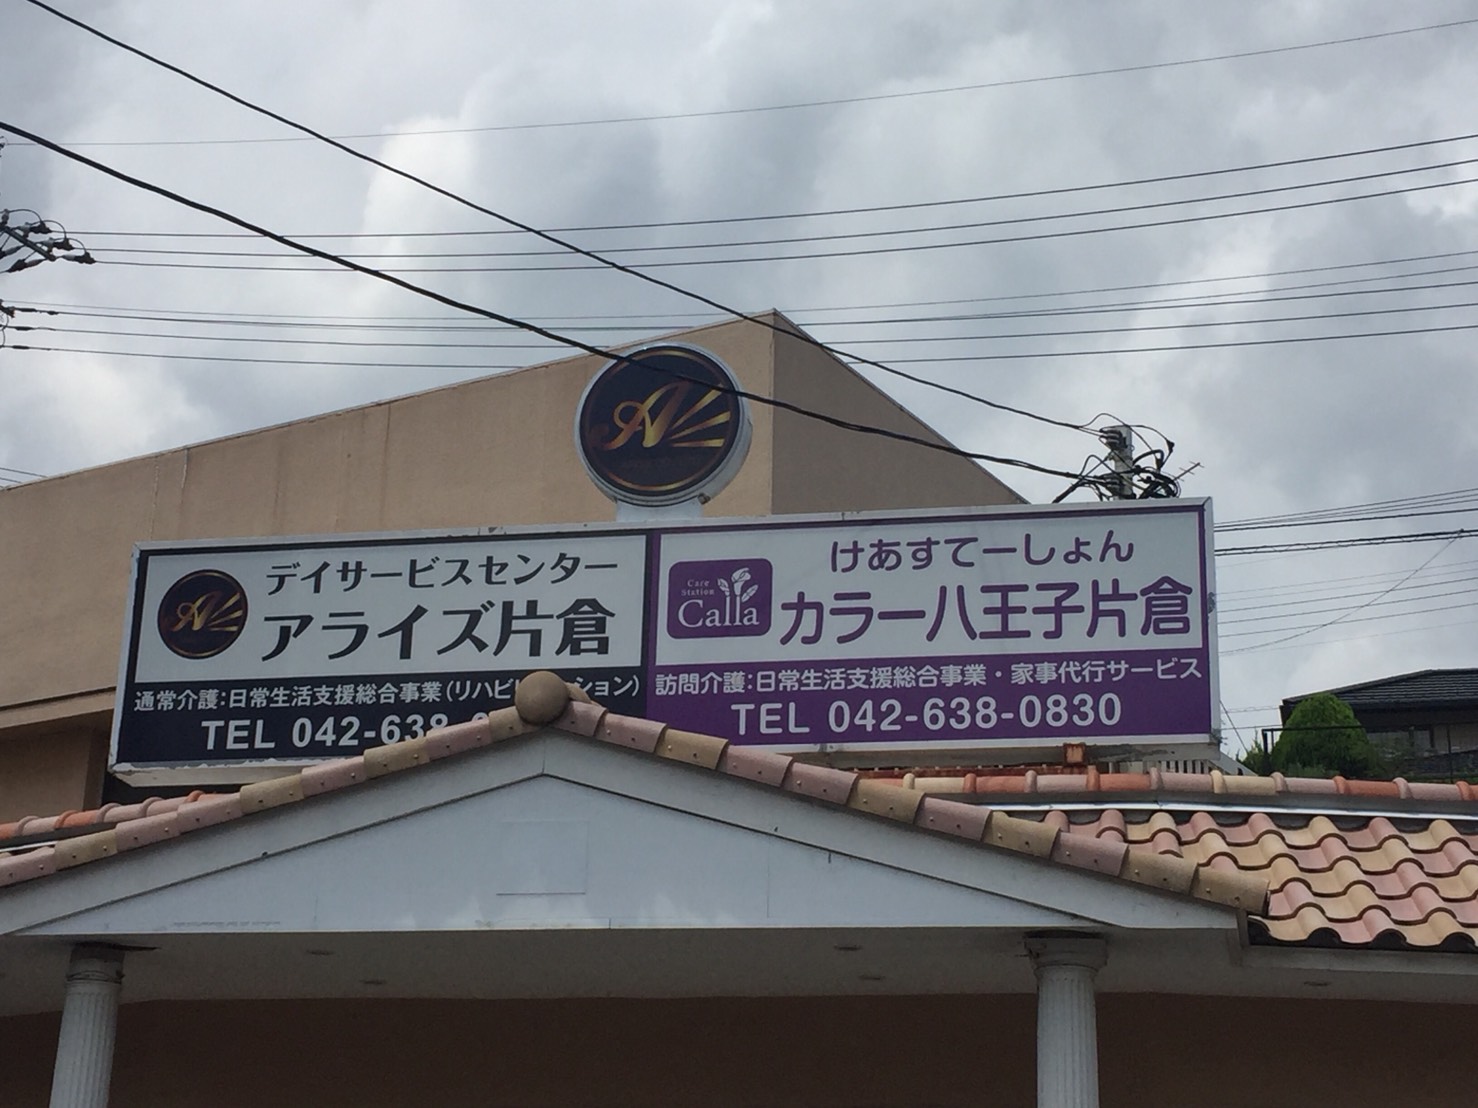 デイサービスセンター
アライズ片倉
通常介護:日常生活支援総合事業(リハビ
ション)
TEL 042-638-
Care
Station
Calla
けあすてーしょん
カラー八王子片倉
訪問介護:日常生活支援総合事業・家事代行サービス
TEL 042-638-0830